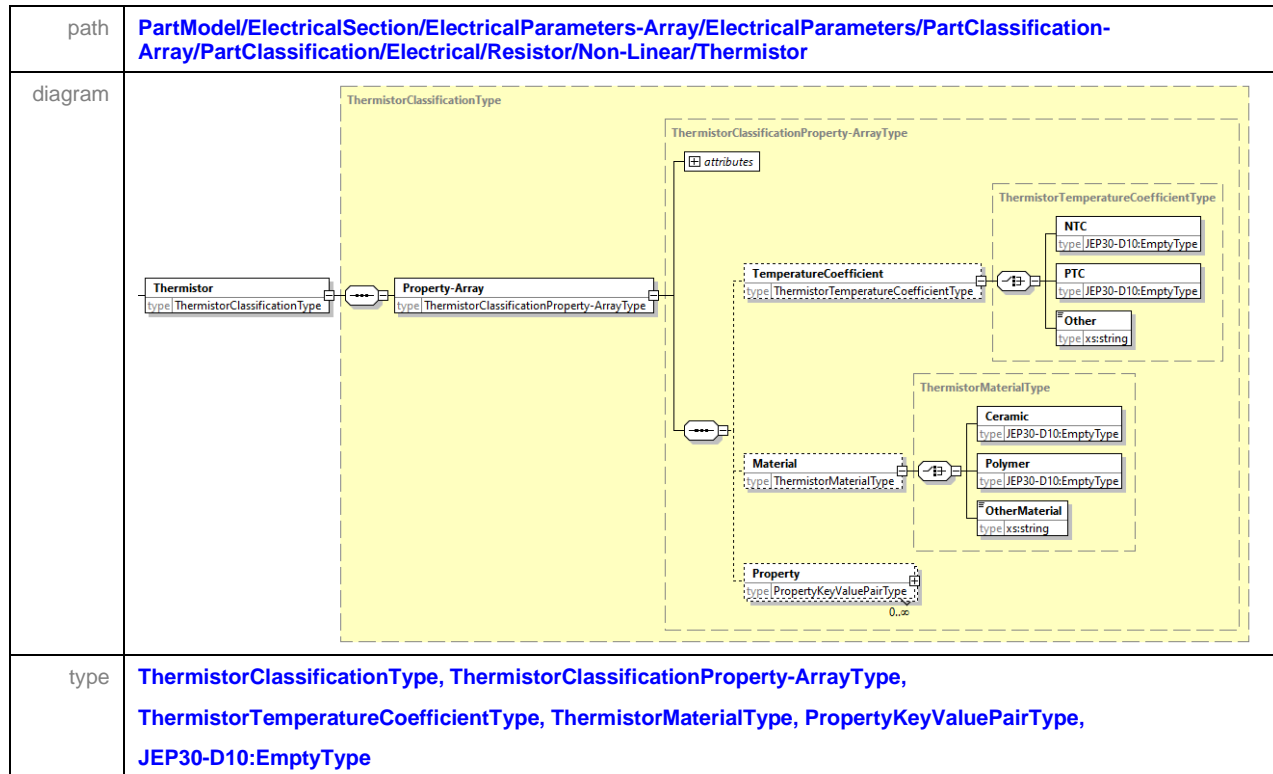 path
PartModel/ElectricalSection/ElectricalParameters-Array/ElectricalParameters/PartClassification-
Array/PartClassification/Electrical/Resistor/Non-Linear/Thermistor
diagram
ThermistorClassificationType
ThermistorClassificationProperty-ArrayType
attributes
ThermistorTemperatureCoefficientType
NTC
type JEP30-D10:EmptyType
TemperatureCoefficient
type ThermistorTemperatureCoefficientType
PTC
type JEP30-D10:EmptyType
Thermistor
type ThermistorClassificationType
Property-Array
type ThermistorClassificationProperty-ArrayType
Other
type xs:string
ThermistorMaterialType
Ceramic
type JEP30-D10:EmptyType
Material
type ThermistorMaterialType
Polymer
type JEP30-D10:EmptyType
OtherMaterial
type xs:string
Property
type PropertyKeyValuePairType
0..∞
type
ThermistorClassificationType, ThermistorClassificationProperty-ArrayType,
ThermistorTemperatureCoefficientType, ThermistorMaterialType, PropertyKeyValuePairType,
JEP30-D10:EmptyType